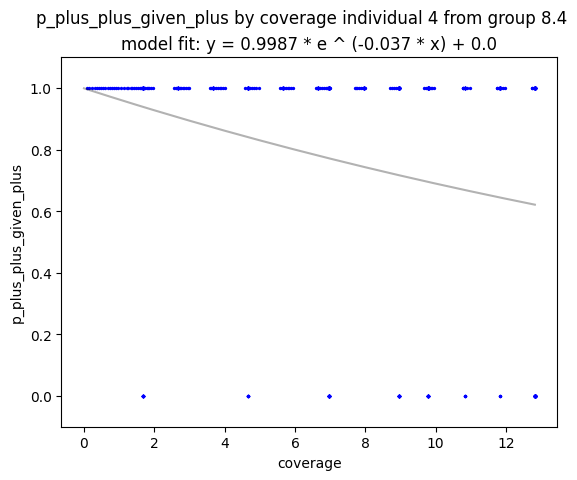 p_plus_plus_given_plus by coverage individual 4 from group 8.4
model fit: y = 0.9987 * e ^ (-0.037 * x) + 0.0
1.0
0.8
0.6
0.4
0.2
0.0
p_plus_plus_given_plus
0 2 4 6 8 10 12
coverage